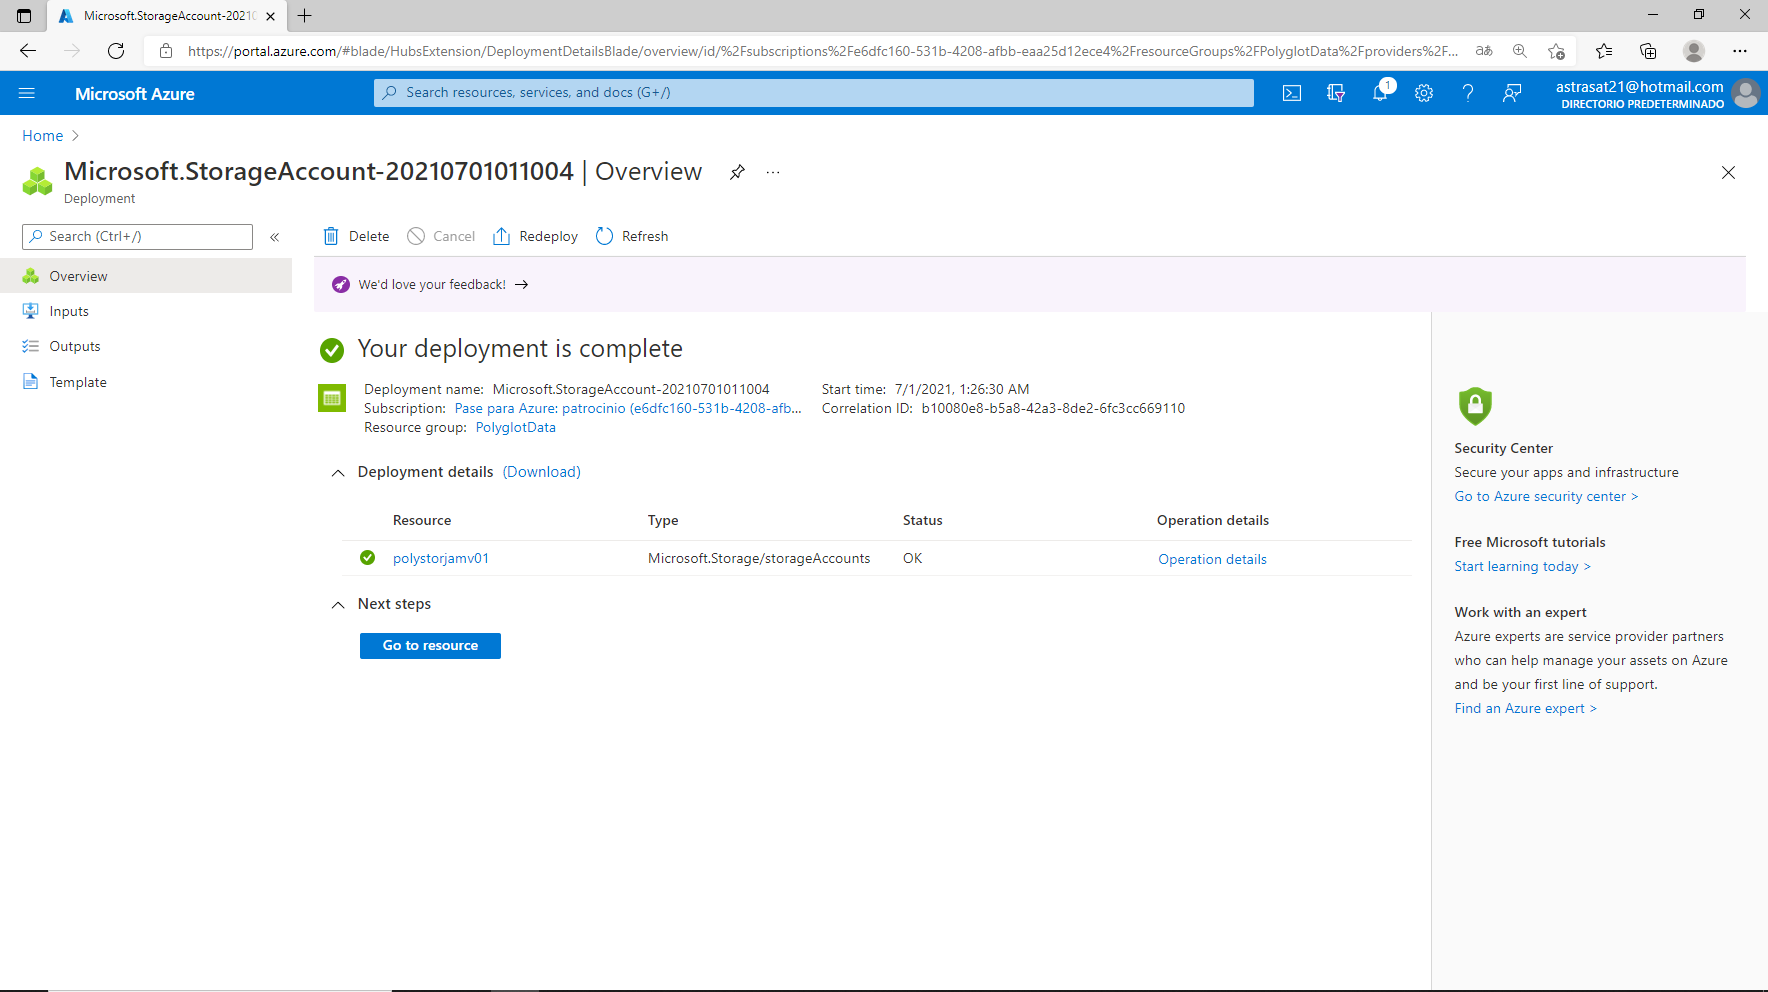 Microsoft.StorageAccount-20210
https://portal.azure.com/#blade/HubsExtension/DeploymentDetailsBlade/overview/id/%2Fsubscriptions%2Fe6dfc160-531b-4208-afbb-eaa25d12ece4%2FresourceGroups%2FPolyglotData%2Fproviders%2F...
Microsoft Azure
Search resources, services, and docs (G+/)
1
astrasat21@hotmail.com
DIRECTORIO PREDETERMINADO
Home
Microsoft.StorageAccount-20210701011004 | Overview
Deployment
Search (Ctrl+/)
Delete
Cancel
Redeploy
Refresh
Overview
Inputs
Outputs
Template
We'd love your feedback!
Your deployment is complete
Deployment name: Microsoft.StorageAccount-20210701011004
Subscription: Pase para Azure: patrocinio (e6dfc160-531b-4208-afb...
Resource group: PolyglotData
Start time: 7/1/2021, 1:26:30 AM
Correlation ID: b10080e8-b5a8-42a3-8de2-6fc3cc669110
Deployment details (Download)
Resource Type Status Operation details
polystorjamv01 Microsoft.Storage/storageAccounts OK Operation details
Next steps
Go to resource
Security Center
Secure your apps and infrastructure
Go to Azure security center >
Free Microsoft tutorials
Start learning today >
Work with an expert
Azure experts are service provider partners
who can help manage your assets on Azure
and be your first line of support.
Find an Azure expert >